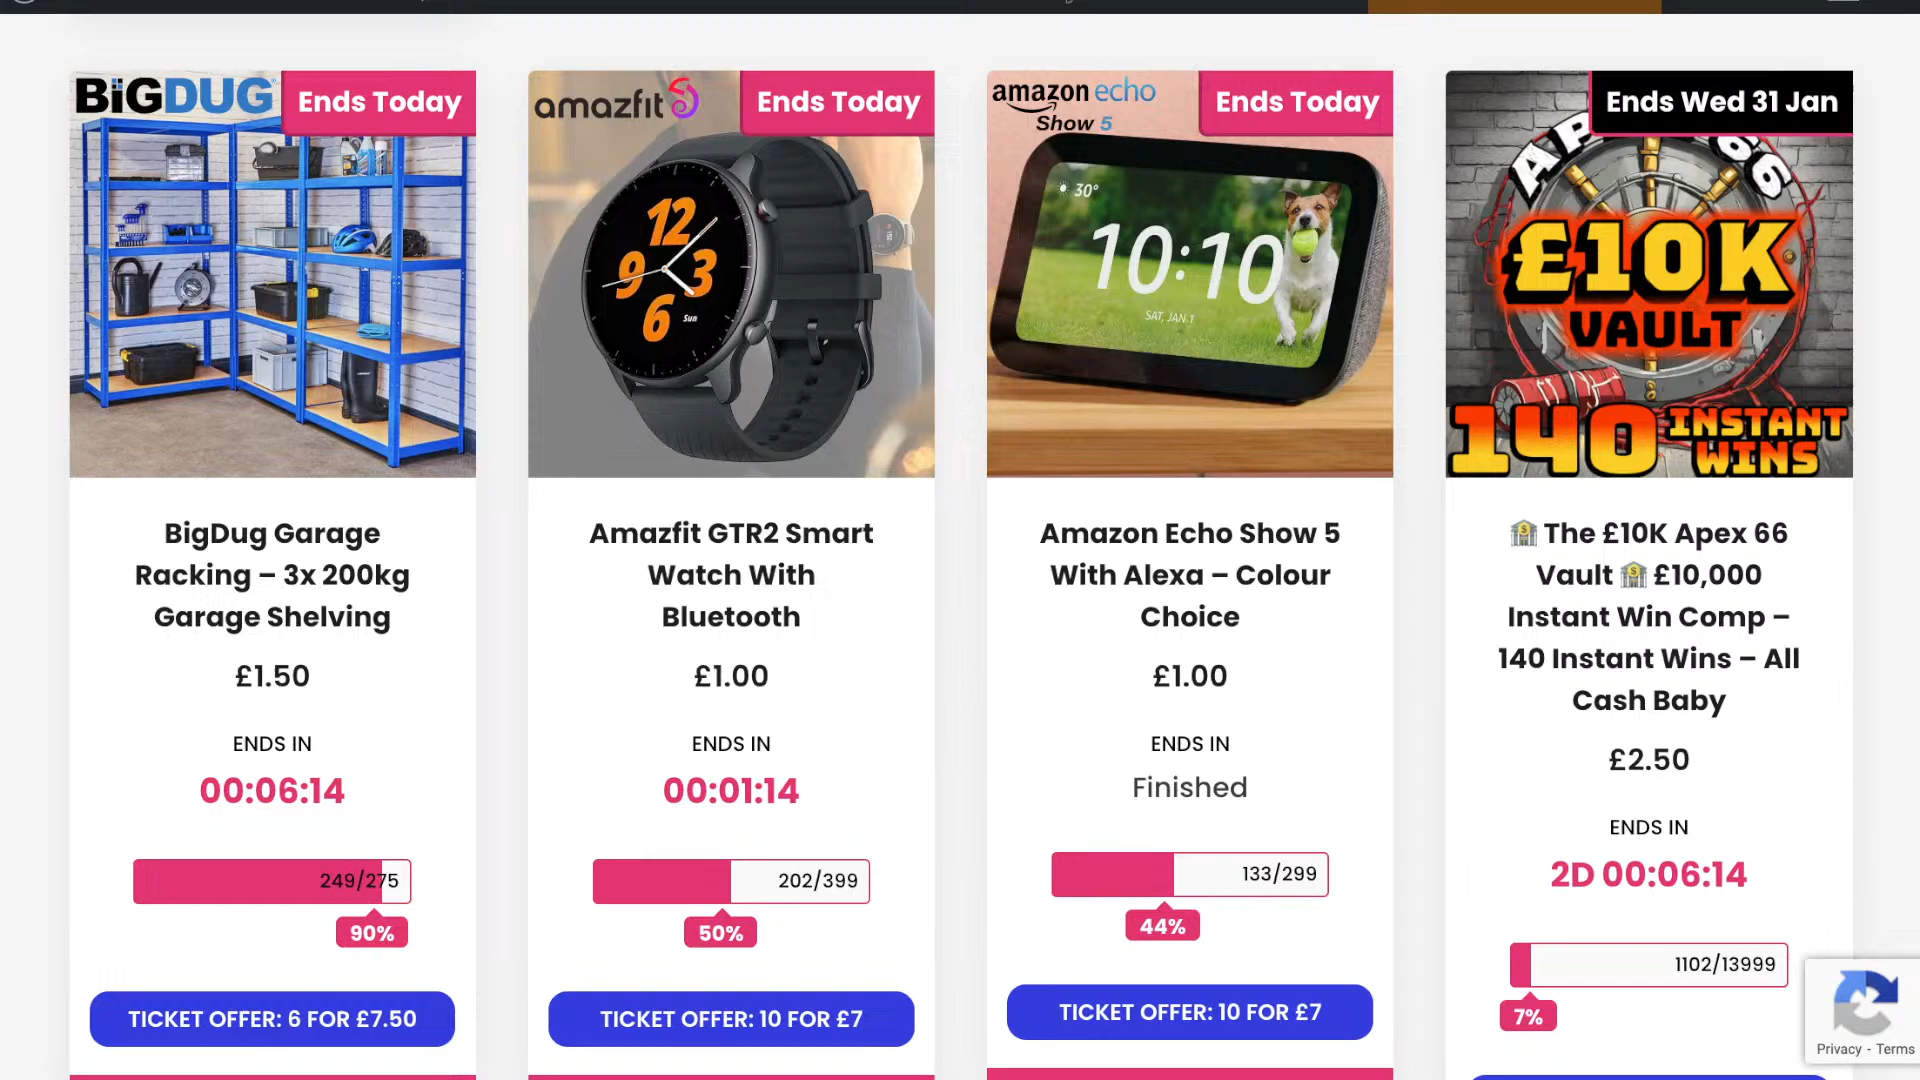 BiGDUG
Ends Today
BigDug Garage
Racking – 3x 200kg
Garage Shelving
£1.50
ENDS IN
00:06:14
249/275
90%
TICKET OFFER: 6 FOR £7.50
amazfit
Ends Today
12
9 3
6
Sun
Amazfit GTR2 Smart
Watch With
Bluetooth
£1.00
ENDS IN
00:01:14
202/399
50%
TICKET OFFER: 10 FOR £7
amazon echo
Show 5
Ends Today
30°
10:10
SAT, JAN 1
Amazon Echo Show 5
With Alexa – Colour
Choice
£1.00
ENDS IN
Finished
133/299
44%
TICKET OFFER: 10 FOR £7
Ends Wed 31 Jan
£10K
VAULT
140 INSTANT
WINS
The £10K Apex 66
Vault £10,000
Instant Win Comp –
140 Instant Wins – All
Cash Baby
£2.50
ENDS IN
2D 00:06:14
1102/13999
7%
Privacy - Terms